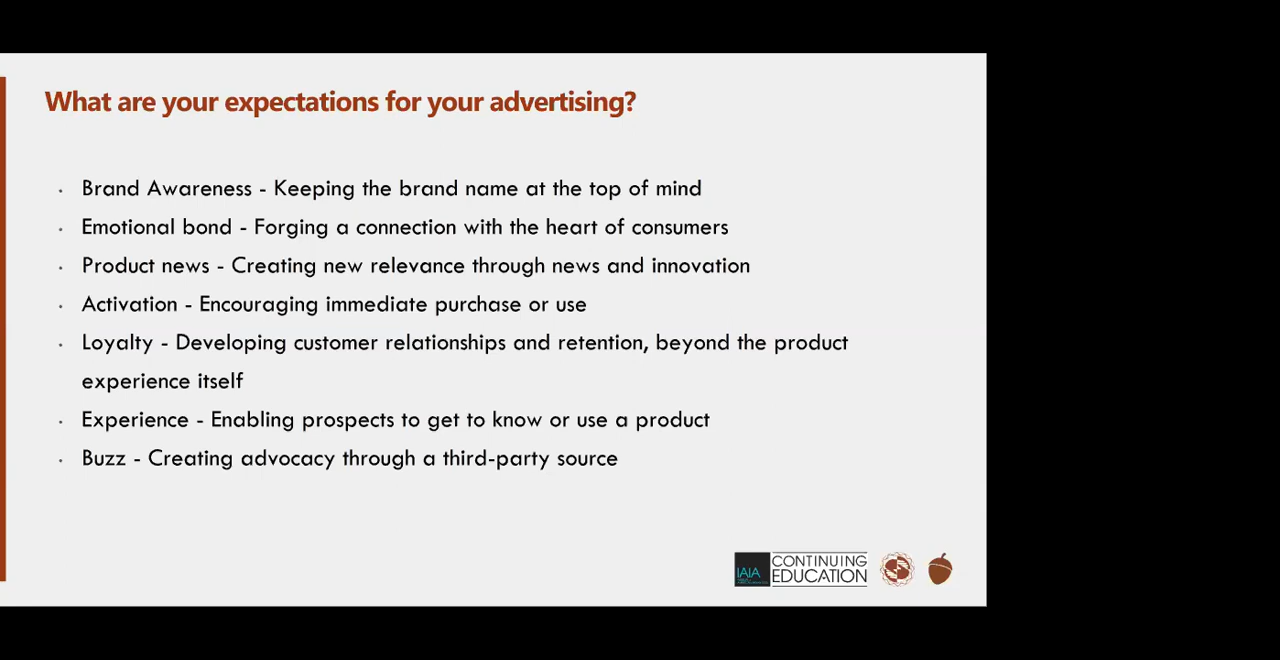 What are your expectations for your advertising?
· Brand Awareness - Keeping the brand name at the top of mind
· Emotional bond - Forging a connection with the heart of consumers
· Product news - Creating new relevance through news and innovation
· Activation - Encouraging immediate purchase or use
· Loyalty - Developing customer relationships and retention, beyond the product
experience itself
· Experience - Enabling prospects to get to know or use a product
· Buzz - Creating advocacy through a third-party source
IAIA CONTINUING
EDUCATION